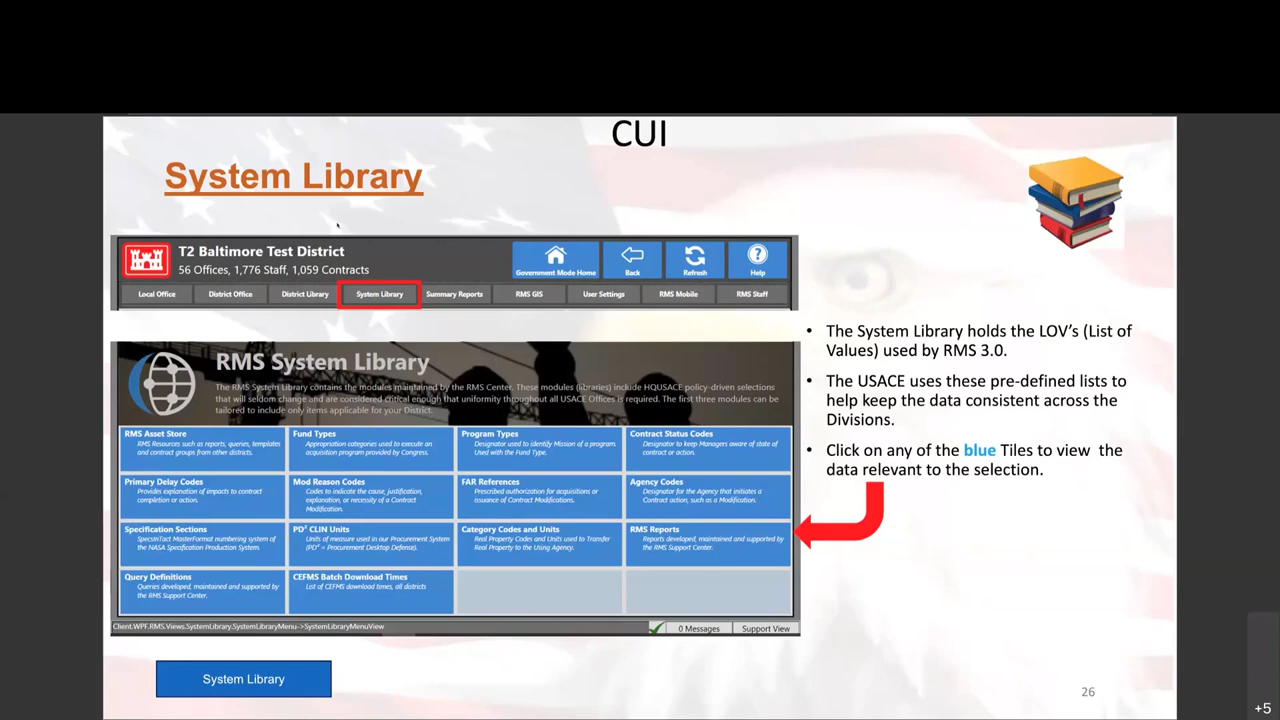 CUI
System Library
T2 Baltimore Test District
56 Offices, 1,776 Staff, 1,059 Contracts
Government Mode Home
Back
Refresh
Help
Local Office
District Office
District Library
System Library
Summary Reports
RMS GIS
User Settings
RMS Mobile
RMS Staff
RMS System Library
The RMS System Library contains the modules maintained by the RMS Center. These modules (libraries) include HQUSACE policy-driven selections
that will seldom change and are considered critical enough that uniformity throughout all USACE Offices is required. The first three modules can be
tailored to include only items applicable for your District.
RMS Asset Store
RMS Resources such as reports, queries, templates
and contract groups from other districts.
Fund Types
Appropriation categories used to execute an
acquisition program provided by Congress.
Program Types
Designator used to identify Mission of a program.
Used with the Fund Type.
Contract Status Codes
Designator to keep Managers aware of state of
contract or action.
Primary Delay Codes
Provides explanation of impacts to contract
completion or action.
Mod Reason Codes
Codes to indicate the cause, justification,
explanation, or necessity of a Contract
Modification.
FAR References
Prescribed authorization for acquisitions or
issuance of Contract Modifications.
Agency Codes
Designator for the Agency that initiates a
Contract action, such as a Modification.
Specification Sections
SpecsInTact MasterFormat numbering system of
the NASA Specification Production System.
PD² CLIN Units
Units of measure used in our Procurement System
(PD² = Procurement Desktop Defense).
Category Codes and Units
Real Property Codes and Units used to Transfer
Real Property to the Using Agency.
RMS Reports
Reports developed, maintained and supported by
the RMS Support Center.
Query Definitions
Queries developed, maintained and supported by
the RMS Support Center.
CEFMS Batch Download Times
List of CEFMS download times, all districts
Client.WPF.RMS.Views.SystemLibrary.SystemLibraryMenu->SystemLibraryMenuView
0 Messages
Support View
• The System Library holds the LOV's (List of
Values) used by RMS 3.0.
• The USACE uses these pre-defined lists to
help keep the data consistent across the
Divisions.
• Click on any of the blue Tiles to view the
data relevant to the selection.
System Library
26
+5